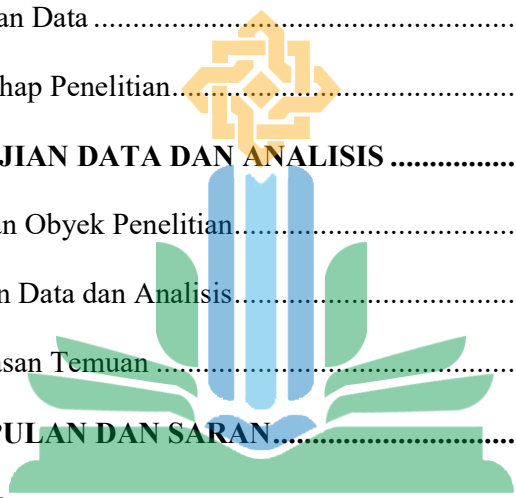 an Data ................................................................
hap Penelitian.....................................................
JIAN DATA DAN ANALISIS ................
an Obyek Penelitian.............................................
n Data dan Analisis.............................................
asan Temuan ......................................................
PULAN DAN SARAN..............................